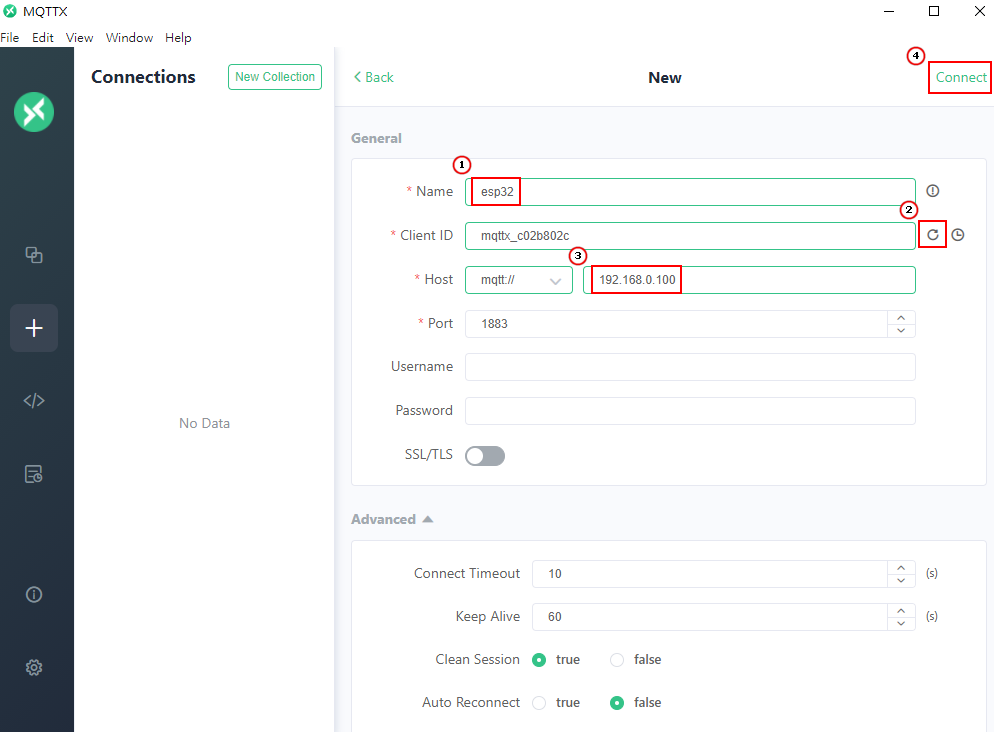 MQTTX
File Edit View Window Help
Connections
New Collection
Back
New
4
Connect
General
1
* Name esp32
2
* Client ID mqttx_c02b802c
3
* Host mqtt:// 192.168.0.100
* Port 1883
Username
Password
No Data
SSL/TLS
Advanced
Connect Timeout 10 (s)
Keep Alive 60 (s)
Clean Session true false
Auto Reconnect true false